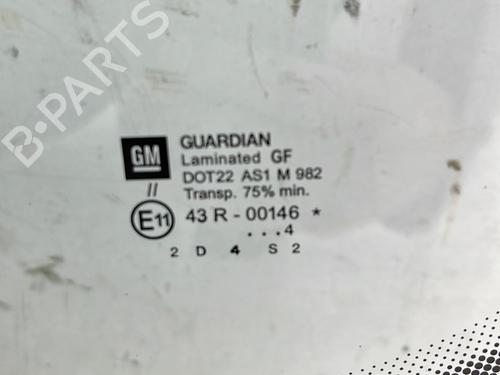 B-PARTS
GM
GUARDIAN
Laminated GF
DOT22 AS1 M 982
Transp. 75% min.
//
E11 43 R - 00146 *
...4
2 D 4 S 2